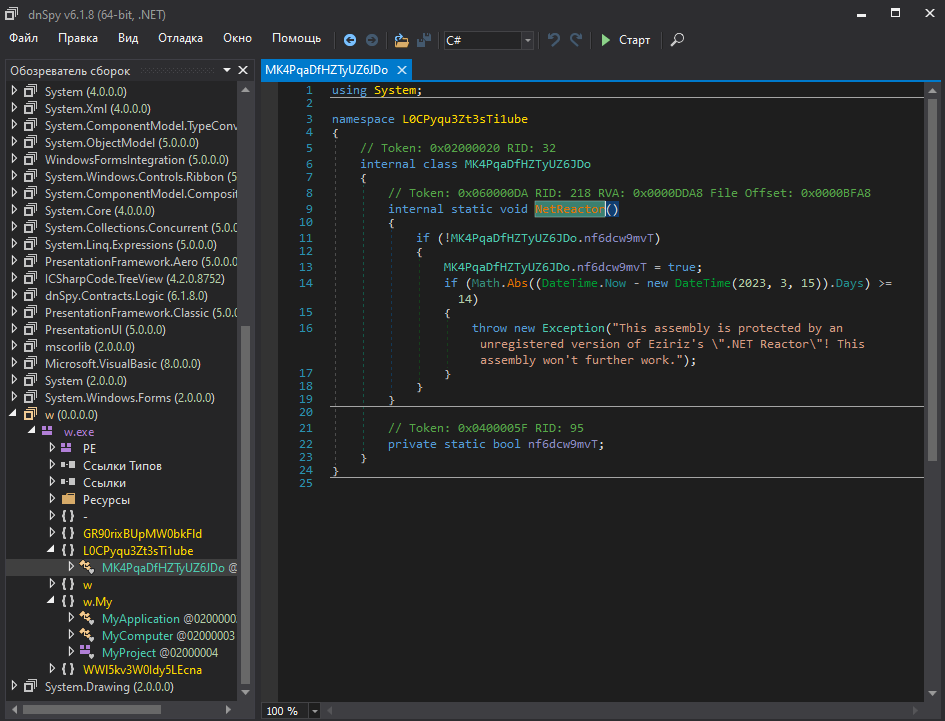 dnSpy v6.1.8 (64-bit, .NET)
Файл Правка Вид Отладка Окно Помощь C# Старт
Обозреватель сборок
System (4.0.0.0)
System.Xml (4.0.0.0)
System.ComponentModel.TypeConv
System.ObjectModel (5.0.0.0)
WindowsFormsIntegration (5.0.0.0)
System.Windows.Controls.Ribbon (5
System.ComponentModel.Composit
System.Core (4.0.0.0)
System.Collections.Concurrent (5.0.0
System.Linq.Expressions (5.0.0.0)
PresentationFramework.Aero (5.0.0.0
ICSharpCode.TreeView (4.2.0.8752)
dnSpy.Contracts.Logic (6.1.8.0)
PresentationFramework.Classic (5.0.0
PresentationUI (5.0.0.0)
mscorlib (2.0.0.0)
Microsoft.VisualBasic (8.0.0.0)
System (2.0.0.0)
System.Windows.Forms (2.0.0.0)
w (0.0.0.0)
w.exe
PE
Ссылки Типов
Ссылки
Ресурсы
{ } -
{ } GR90rixBUpMW0bkFld
{ } L0CPyqu3Zt3sTi1ube
MK4PqaDfHZTyUZ6JDo @
{ } w
{ } w.My
MyApplication @0200000
MyComputer @02000003
MyProject @02000004
{ } WWI5kv3W0Idy5LEcna
System.Drawing (2.0.0.0)
MK4PqaDfHZTyUZ6JDo
1 using System;
2
3 namespace L0CPyqu3Zt3sTi1ube
4 {
5 // Token: 0x02000020 RID: 32
6 internal class MK4PqaDfHZTyUZ6JDo
7 {
8 // Token: 0x060000DA RID: 218 RVA: 0x0000DDA8 File Offset: 0x0000BFA8
9 internal static void NetReactor()
10 {
11 if (!MK4PqaDfHZTyUZ6JDo.nf6dcw9mvT)
12 {
13 MK4PqaDfHZTyUZ6JDo.nf6dcw9mvT = true;
14 if (Math.Abs((DateTime.Now - new DateTime(2023, 3, 15)).Days) >=
14)
15 {
16 throw new Exception("This assembly is protected by an
unregistered version of Eziriz's \".NET Reactor\"! This
assembly won't further work.");
17 }
18 }
19 }
20
21 // Token: 0x0400005F RID: 95
22 private static bool nf6dcw9mvT;
23 }
24 }
25
100 %